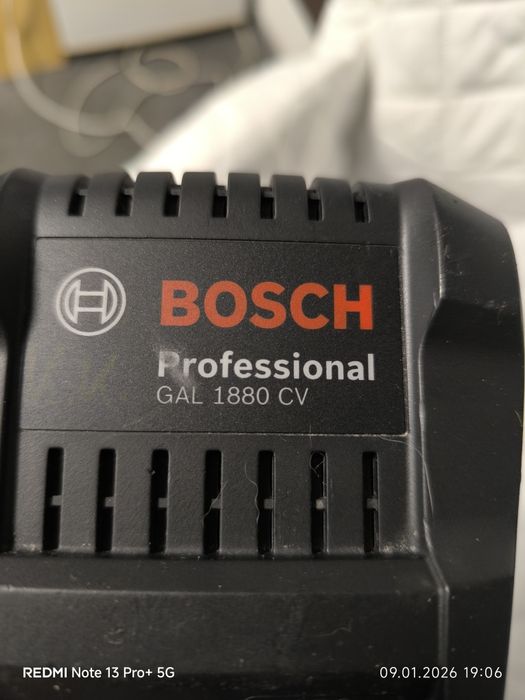 BOSCH
Professional
GAL 1880 CV
REDMI Note 13 Pro+ 5G
09.01.2026 19:06